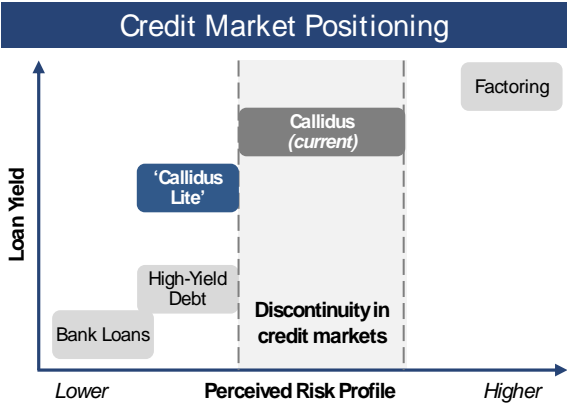 Credit Market Positioning
Factoring
Callidus
(current)
‘Callidus
Lite’
Loan Yield
High-Yield
Debt
Bank Loans
Discontinuity in
credit markets
Lower
Perceived Risk Profile
Higher